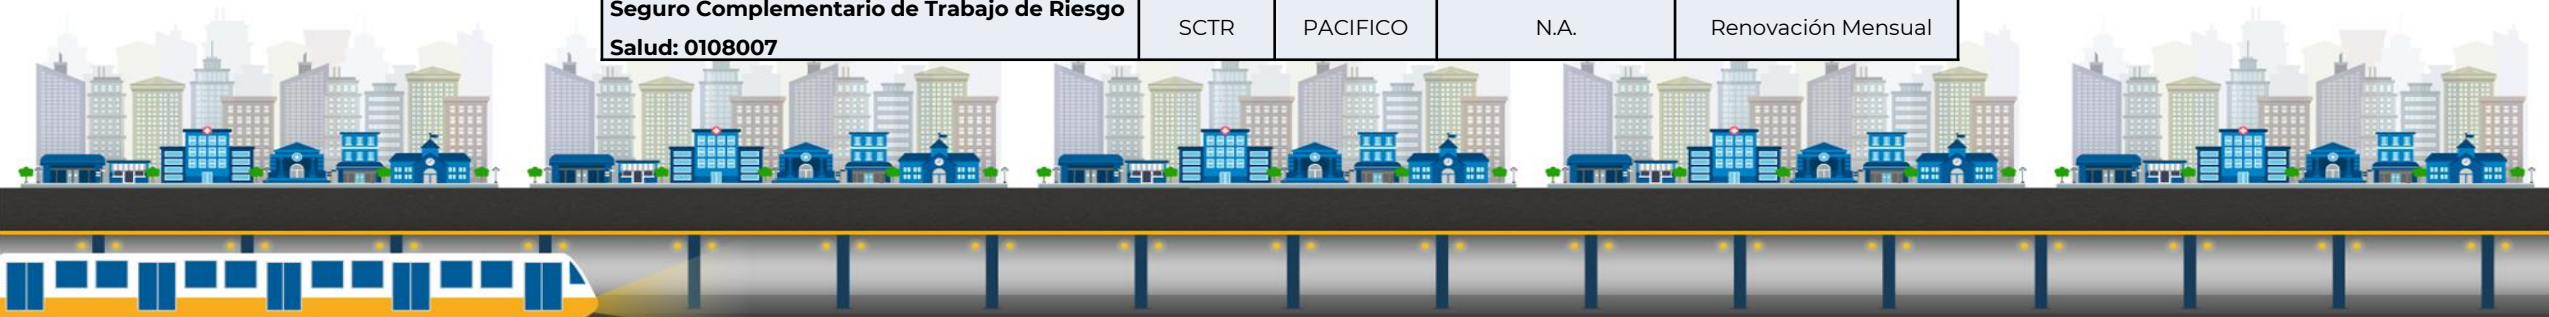 Seguro Complementario de Trabajo de Riesgo
Salud: 0108007
SCTR
PACIFICO
N.A.
Renovación Mensual